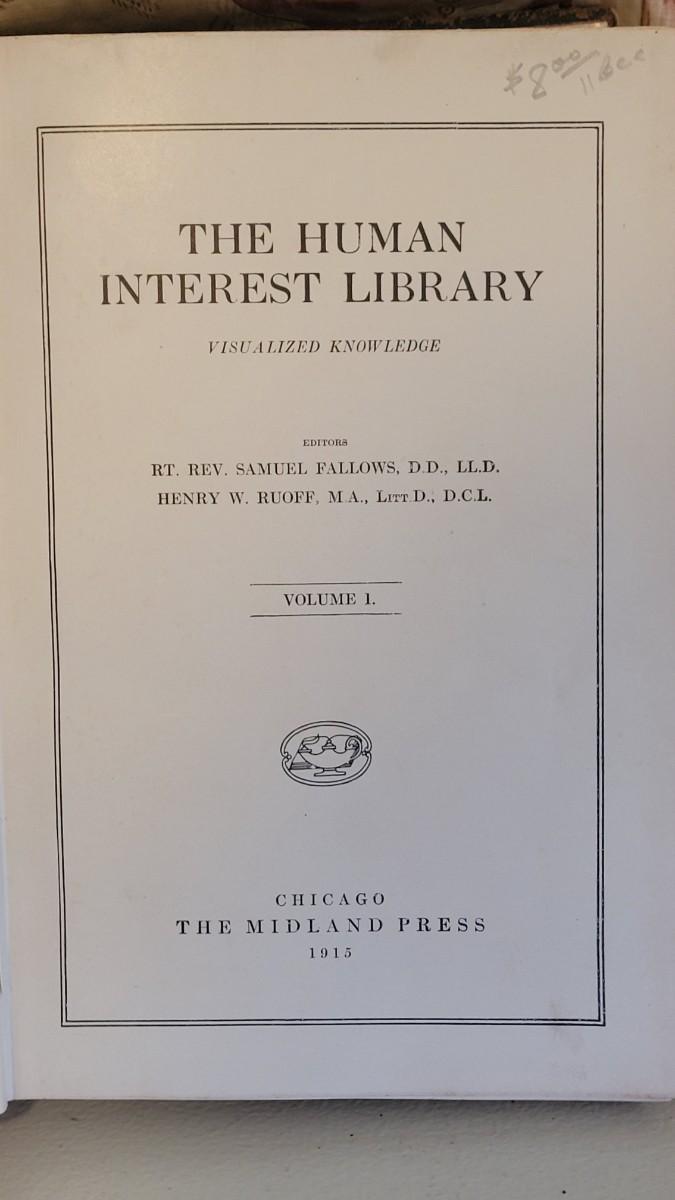 $8.00
THE HUMAN
INTEREST LIBRARY
VISUALIZED KNOWLEDGE
EDITORS
RT. REV. SAMUEL FALLOWS, D.D., LL.D.
HENRY W. RUOFF, M.A., LITT.D., D.C.L.
VOLUME 1.
CHICAGO
THE MIDLAND PRESS
1915